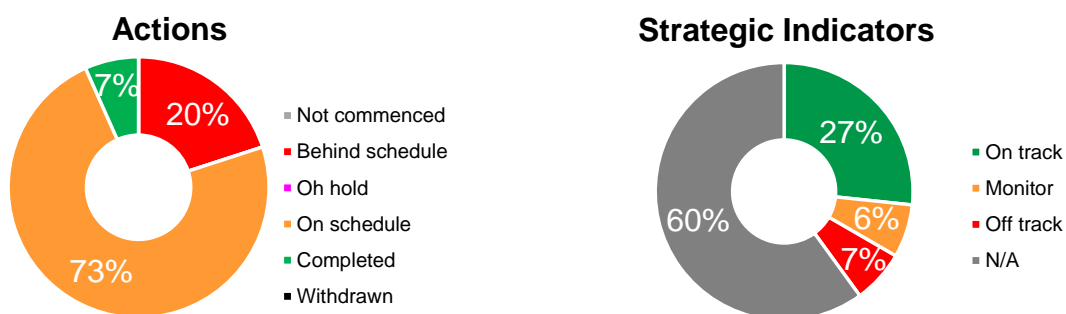 Actions
7%
20%
73%
Not commenced
Behind schedule
Oh hold
On schedule
Completed
Withdrawn
Strategic Indicators
27%
6%
7%
60%
On track
Monitor
Off track
N/A